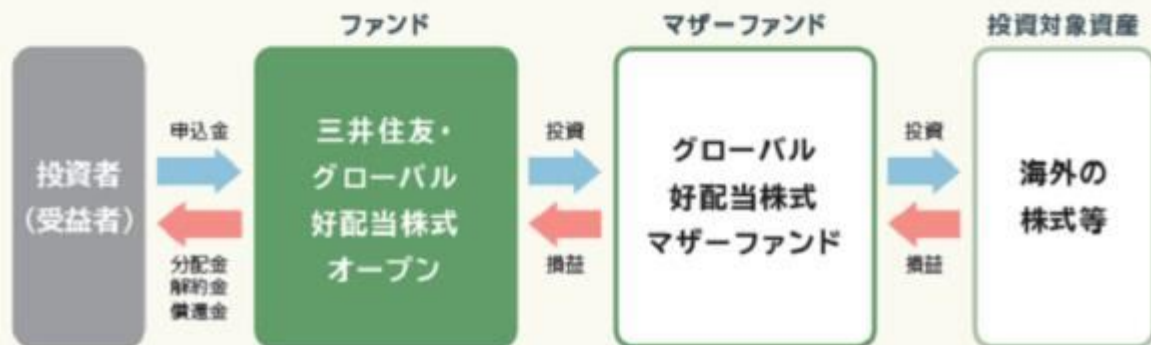 ファンド
マザーファンド
投資対象資産
投資者
(受益者)
申込金
分配金
解約金
償還金
三井住友・
グローバル
好配当株式
オープン
投資
損益
グローバル
好配当株式
マザーファンド
投資
損益
海外の
株式等